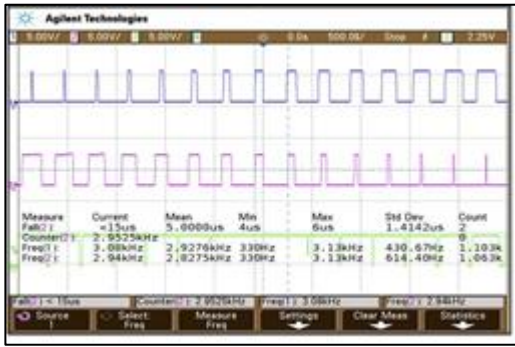 Agilent Technologies
5.00V/ 2 5.00V/ 5.00V/ 0.0s 500.0%/ Stop 2.25V
Measure Current Mean Min Max Std Dev Count
Fall(2): <15us 5.0000us 4us 6us 1.4142us 2
Counter(2): 2.9525kHz 0
Freq(1): 3.08kHz 2.9276kHz 330Hz 3.13kHz 430.67Hz 1.103k
Freq(2): 2.94kHz 2.8275kHz 330Hz 3.13kHz 614.40Hz 1.063k
Fall(2): < 15us Counter(2): 2.9525kHz Freq(1): 3.08kHz Freq(2): 2.94kHz
Source Select: Measure Settings Clear Meas Statistics
1 Freq Freq